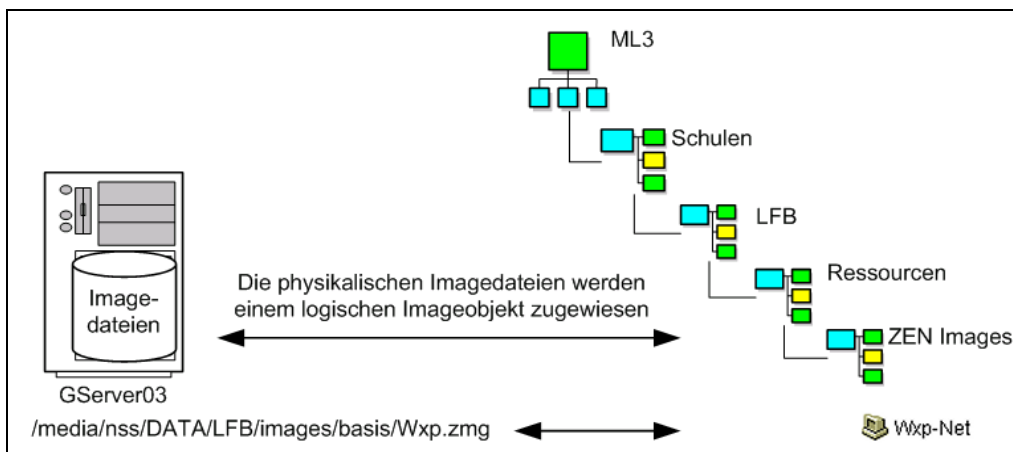 ML3
Schulen
LFB
Ressourcen
ZEN Images
Image-
dateien
Die physikalischen Imagedateien werden
einem logischen Imageobjekt zugewiesen
GServer03
/media/nss/DATA/LFB/images/basis/Wxp.zmg
Wxp-Net